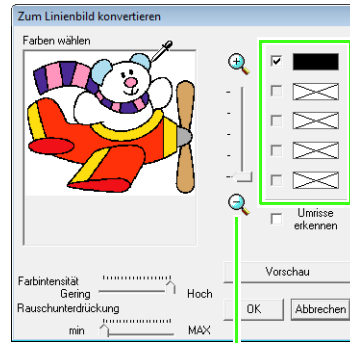 Zum Linienbild konvertieren
Farben wählen
Umrisse
erkennen
Vorschau
Farbintensität
Gering
Hoch
Rauschunterdrückung
min
MAX
OK
Abbrechen